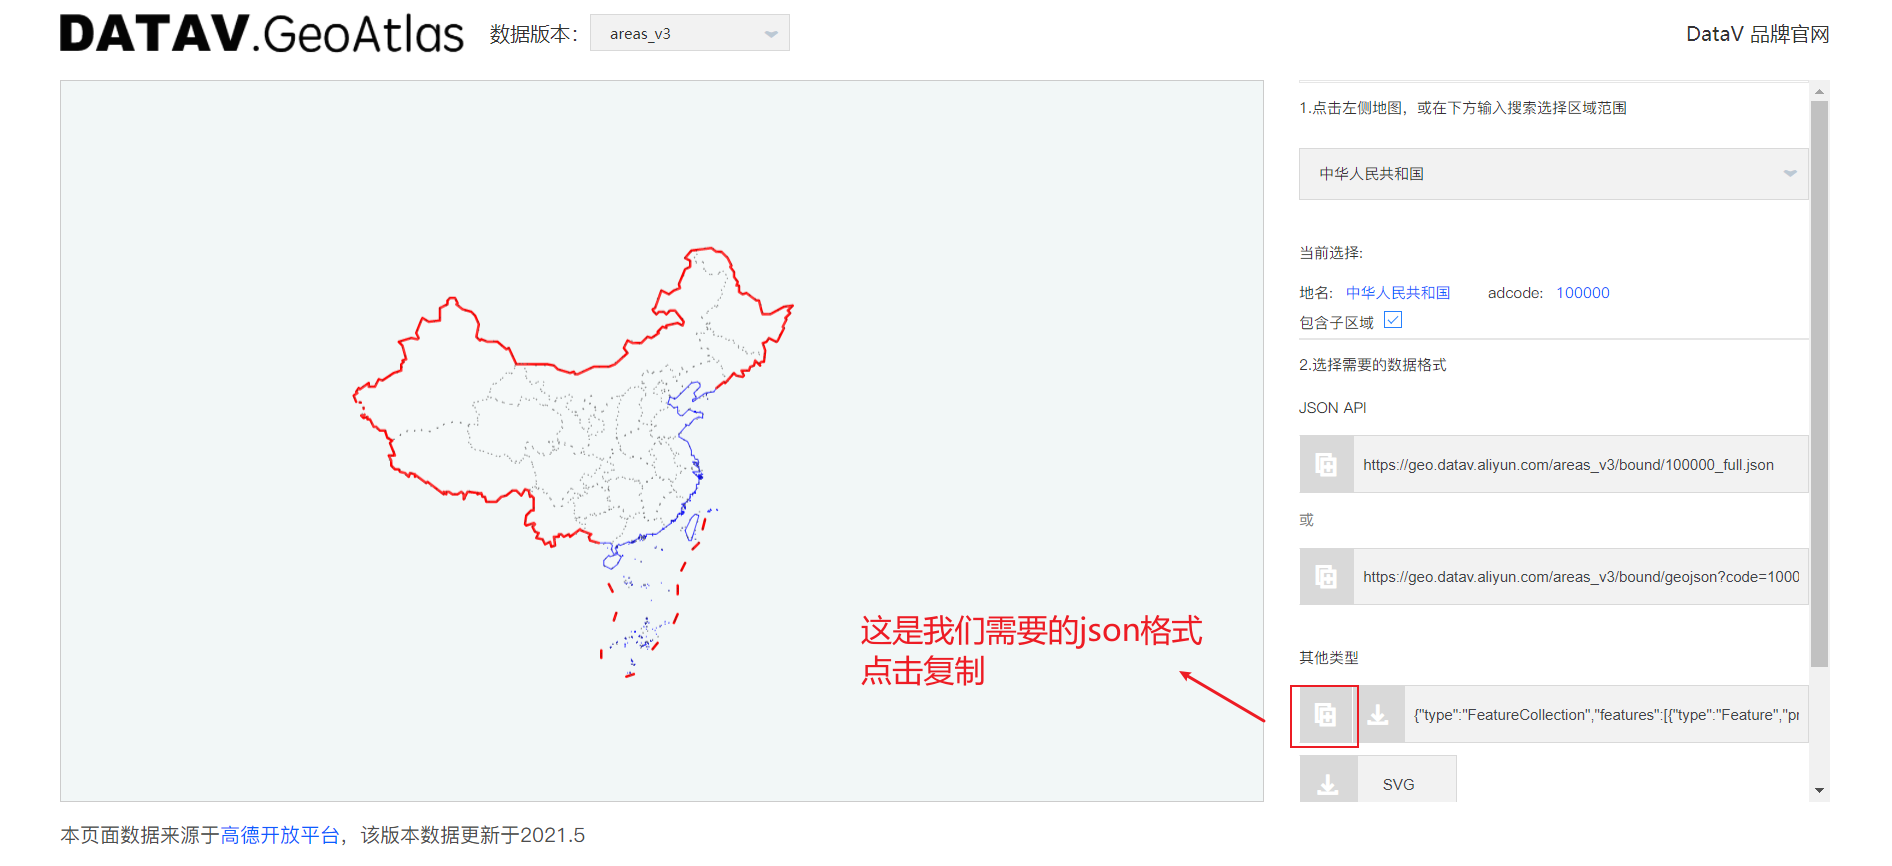 DATAV.GeoAtlas
数据版本：
areas_v3
DataV 品牌官网
1.点击左侧地图，或在下方输入搜索选择区域范围
中华人民共和国
当前选择:
地名: 中华人民共和国 adcode: 100000
包含子区域
2.选择需要的数据格式
JSON API
https://geo.datav.aliyun.com/areas_v3/bound/100000_full.json
或
https://geo.datav.aliyun.com/areas_v3/bound/geojson?code=1000
其他类型
{"type":"FeatureCollection","features":[{"type":"Feature","pr
SVG
这是我们需要的json格式
点击复制
本页面数据来源于高德开放平台，该版本数据更新于2021.5